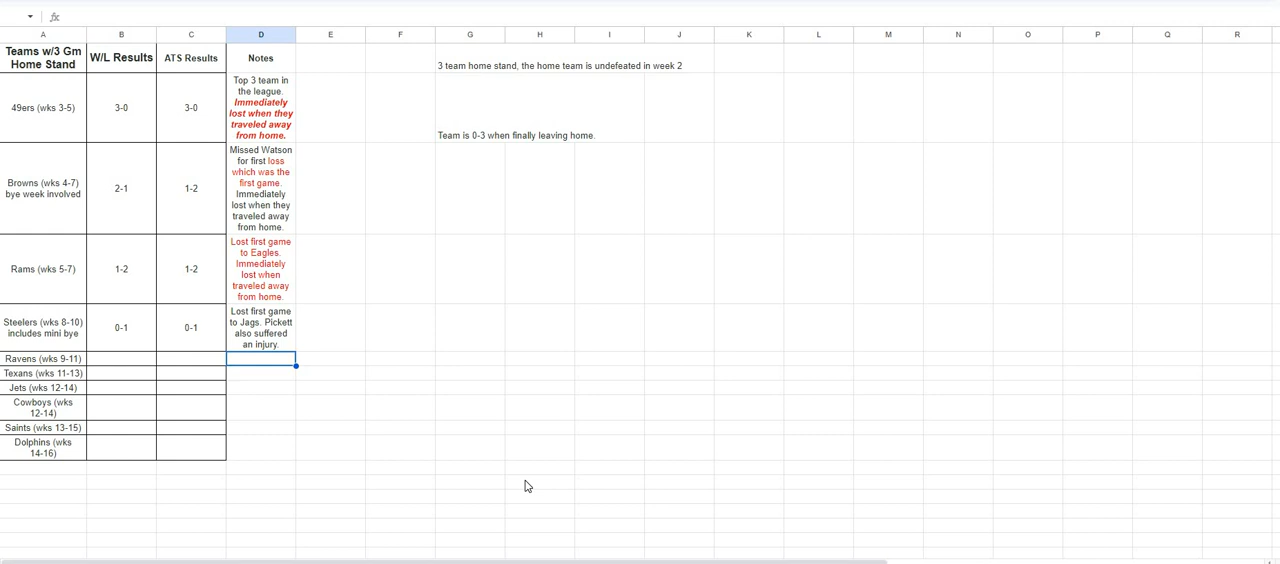 fx
A B C D E F G H I J K L M N O P Q R
Teams w/3 Gm
Home Stand
W/L Results
ATS Results
Notes
3 team home stand, the home team is undefeated in week 2
49ers (wks 3-5)
3-0
3-0
Top 3 team in
the league.
Immediately
lost when they
traveled away
from home.
Team is 0-3 when finally leaving home.
Browns (wks 4-7)
bye week involved
2-1
1-2
Missed Watson
for first loss
which was the
first game.
Immediately
lost when they
traveled away
from home.
Rams (wks 5-7)
1-2
1-2
Lost first game
to Eagles.
Immediately
lost when
traveled away
from home.
Steelers (wks 8-10)
includes mini bye
0-1
0-1
Lost first game
to Jags. Pickett
also suffered
an injury.
Ravens (wks 9-11)
Texans (wks 11-13)
Jets (wks 12-14)
Cowboys (wks
12-14)
Saints (wks 13-15)
Dolphins (wks
14-16)